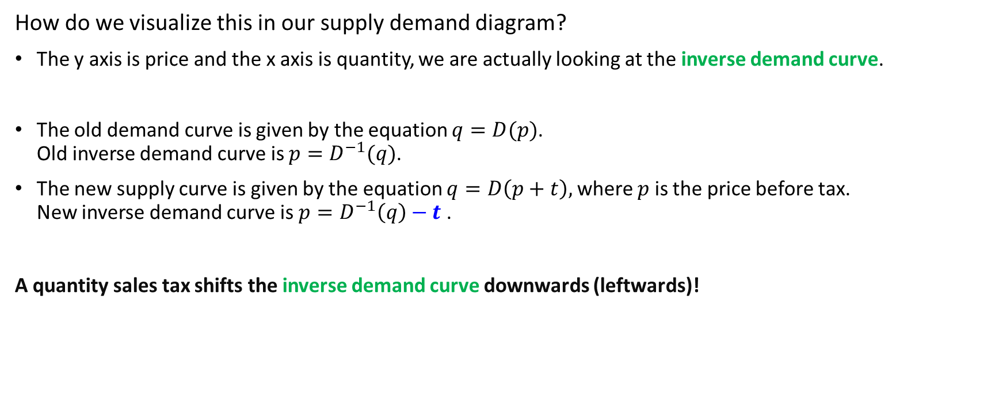 How do we visualize this in our supply demand diagram?
• The y axis is price and the x axis is quantity, we are actually looking at the inverse demand curve.
• The old demand curve is given by the equation 𝑞 = 𝐷(𝑝).
Old inverse demand curve is 𝑝 = 𝐷⁻¹(𝑞).
• The new supply curve is given by the equation 𝑞 = 𝐷(𝑝 + 𝑡), where 𝑝 is the price before tax.
New inverse demand curve is 𝑝 = 𝐷⁻¹(𝑞) − 𝒕 .
A quantity sales tax shifts the inverse demand curve downwards (leftwards)!